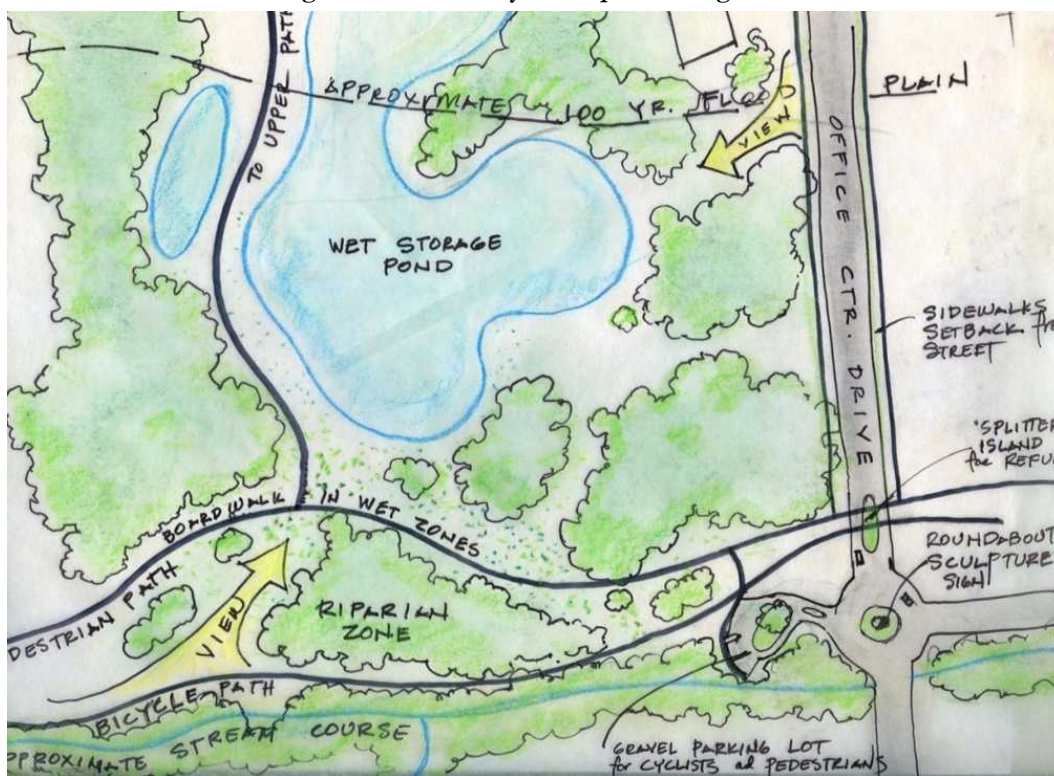 TO UPPER PATH
APPROXIMATE 100 YR. FLOOD PLAIN
VIEW
OFFICE CTR. DRIVE
WET STORAGE
POND
SIDEWALKS
SETBACK
STREET
'SPLITTER
ISLAND
for REFU
BOARDWALK IN WET ZONES
ROUNDABOUT
SCULPTURE
SIGN
DESTRIAN PATH
VIEW
RIPARIAN
ZONE
BICYCLE PATH
STREAM COURSE
PPROXIMATE
GRAVEL PARKING LOT
for CYCLISTS ad PEDESTRIANS